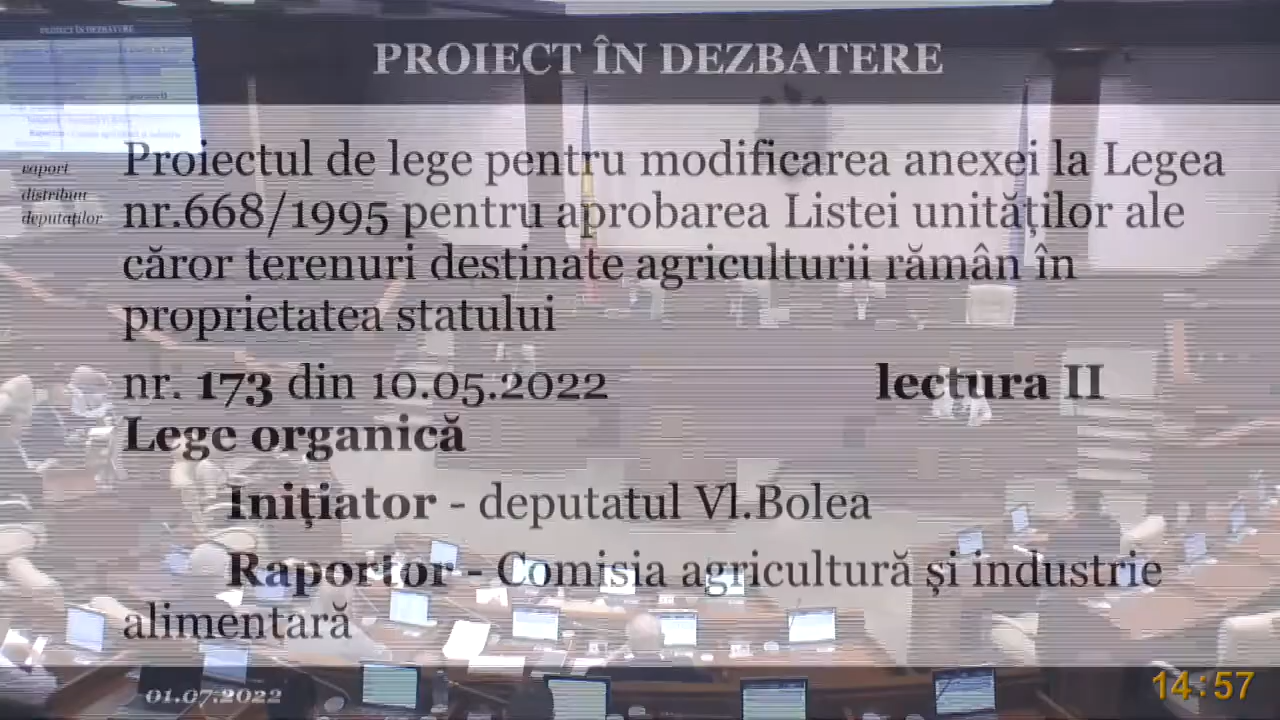 PROIECT ÎN DEZBATERE
raport
distribuit
deputaților
Proiectul de lege pentru modificarea anexei la Legea
nr.668/1995 pentru aprobarea Listei unităților ale
căror terenuri destinate agriculturii rămân în
proprietatea statului
nr. 173 din 10.05.2022 lectura II
Lege organică
Inițiator - deputatul Vl.Bolea
Raportor - Comisia agricultură și industrie
alimentară
01.07.2022
14:57